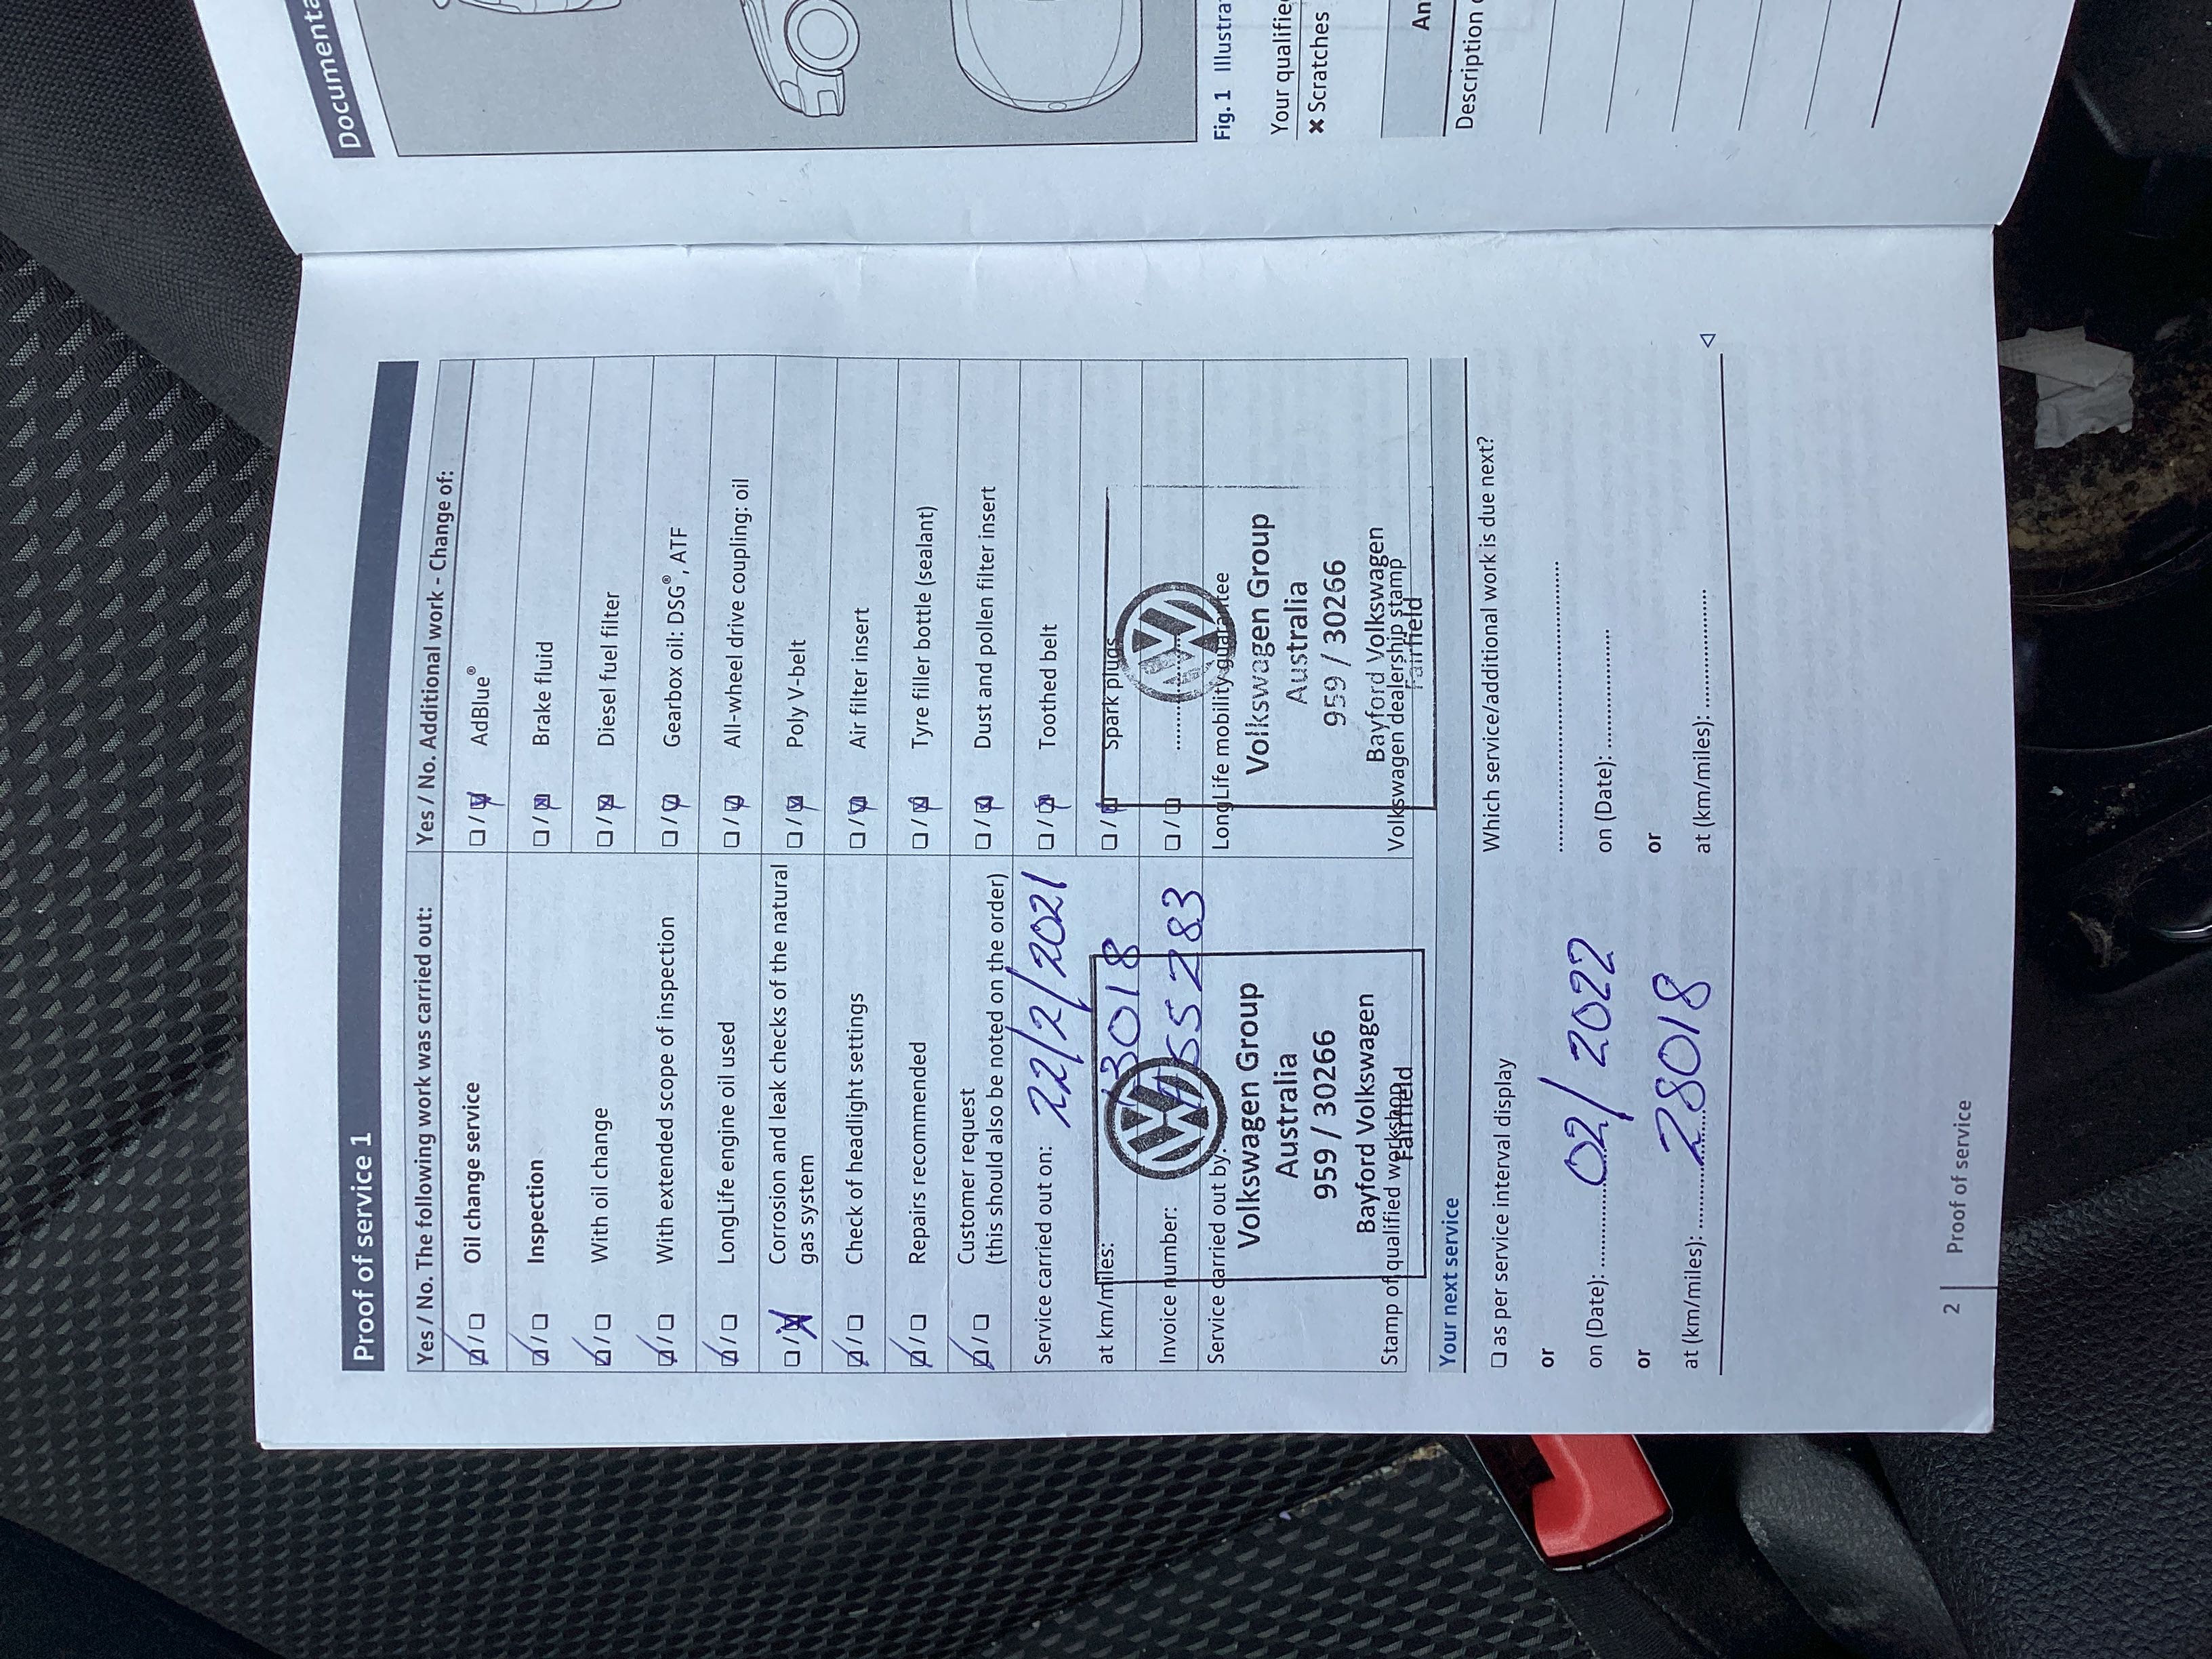 Proof of service 1
Yes / No. The following work was carried out:
Oil change service
Inspection
With oil change
With extended scope of inspection
LongLife engine oil used
Corrosion and leak checks of the natural
gas system
Check of headlight settings
Repairs recommended
Customer request
(this should also be noted on the order)
Service carried out on: 22/2/2021
at km/miles: 13018
Invoice number: 55283
Service carried out by:
Volkswagen Group
Australia
959 / 30266
Bayford Volkswagen
Fairfield
Stamp of qualified workshop
Yes / No. Additional work - Change of:
AdBlue®
Brake fluid
Diesel fuel filter
Gearbox oil: DSG®, ATF
All-wheel drive coupling: oil
Poly V-belt
Air filter insert
Tyre filler bottle (sealant)
Dust and pollen filter insert
Toothed belt
Spark plugs
LongLife mobility guarantee
Volkswagen Group
Australia
959 / 30266
Bayford Volkswagen
Fairfield
Volkswagen dealership stamp
Your next service
as per service interval display
or
on (Date): 02/2022
or
at (km/miles): 28018
Which service/additional work is due next?
on (Date):
or
at (km/miles):
2 Proof of service
Documenta
Fig. 1 Illustra
Your qualifie
✖ Scratches
An
Description o